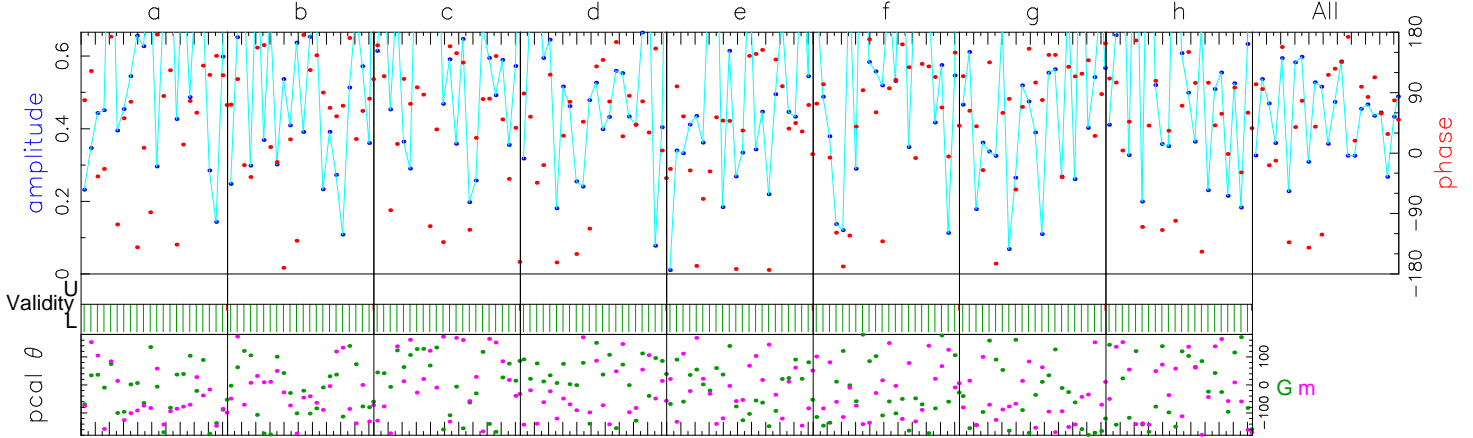 a b c d e f g h All
amplitude
0 0.2 0.4 0.6
180 90 0 −90 −180
phase
U
Validity
L
pcal θ
100 0 −100
G m